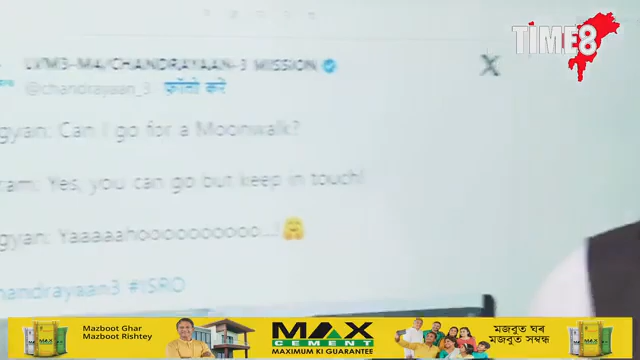 TIME8
LVM3-M4/CHANDRAYAAN-3 MISSION
@chandrayaan_3 फ़ॉलो करें
X
gyan: Can I go for a Moonwalk?
ram: Yes, you can go but keep in touch!
gyan: Yaaaaahoooooooooo...!🤗
handrayaan3 #ISRO
Mazboot Ghar
Mazboot Rishtey
MAX
CEMENT
MAXIMUM KI GUARANTEE
মজবুত ঘৰ
মজবুত সম্বন্ধ